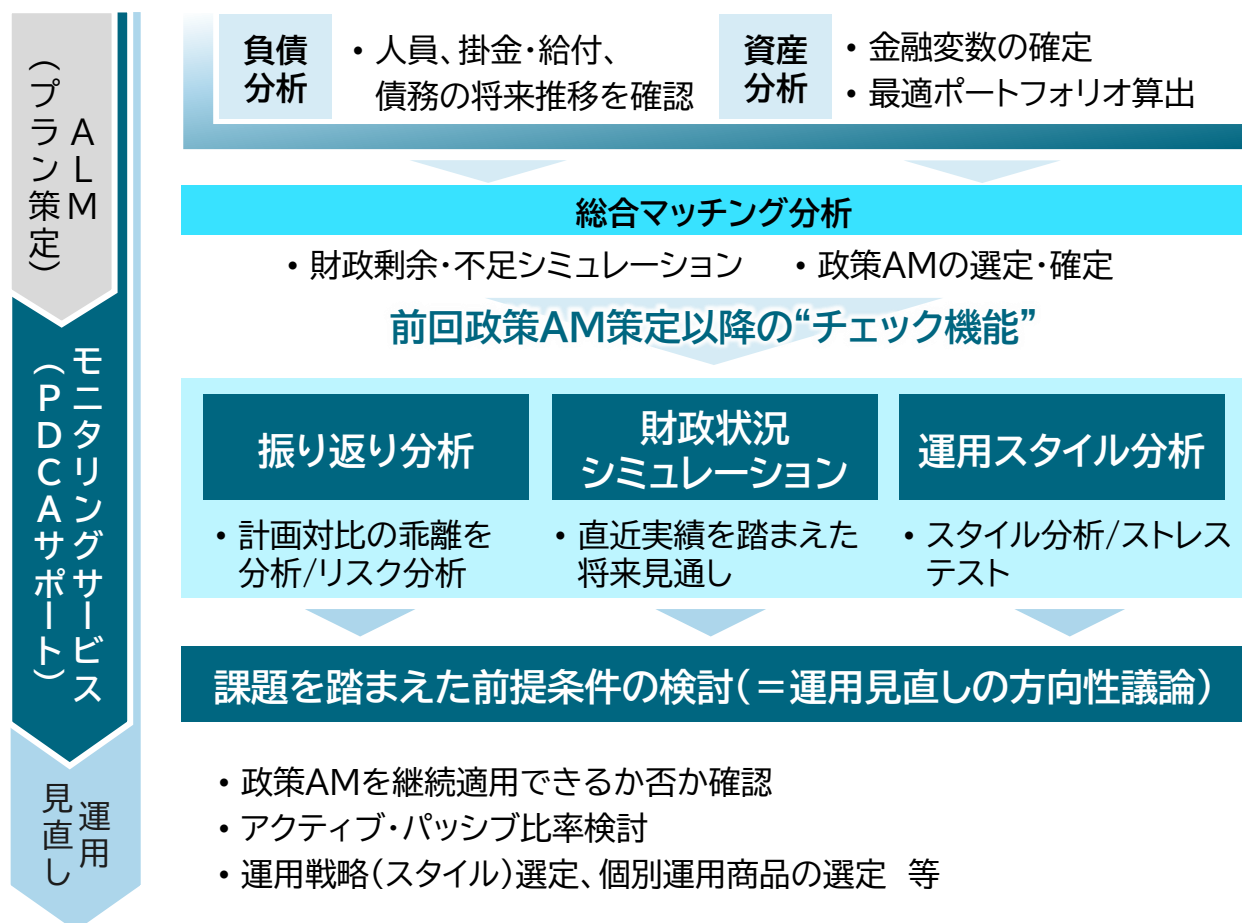 ALM
(プラン策定)
負債
分析
• 人員、掛金・給付、
債務の将来推移を確認
資産
分析
• 金融変数の確定
• 最適ポートフォリオ算出
総合マッチング分析
• 財政剰余・不足シミュレーション
• 政策AMの選定・確定
モニタリングサービス
(PDCAサポート)
前回政策AM策定以降の“チェック機能”
振り返り分析
• 計画対比の乖離を
分析/リスク分析
財政状況
シミュレーション
• 直近実績を踏まえた
将来見通し
運用スタイル分析
• スタイル分析/ストレス
テスト
課題を踏まえた前提条件の検討(=運用見直しの方向性議論)
運用
見直し
• 政策AMを継続適用できるか否か確認
• アクティブ・パッシブ比率検討
• 運用戦略(スタイル)選定、個別運用商品の選定 等